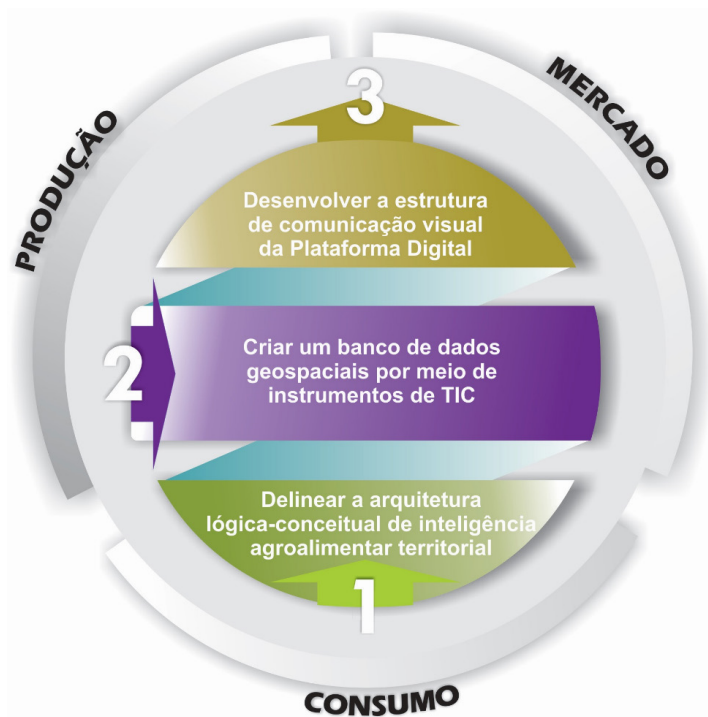 PRODUÇÃO
MERCADO
3
Desenvolver a estrutura
de comunicação visual
da Plataforma Digital
2
Criar um banco de dados
geospaciais por meio de
instrumentos de TIC
Delinear a arquitetura
lógica-conceitual de inteligência
agroalimentar territorial
1
CONSUMO